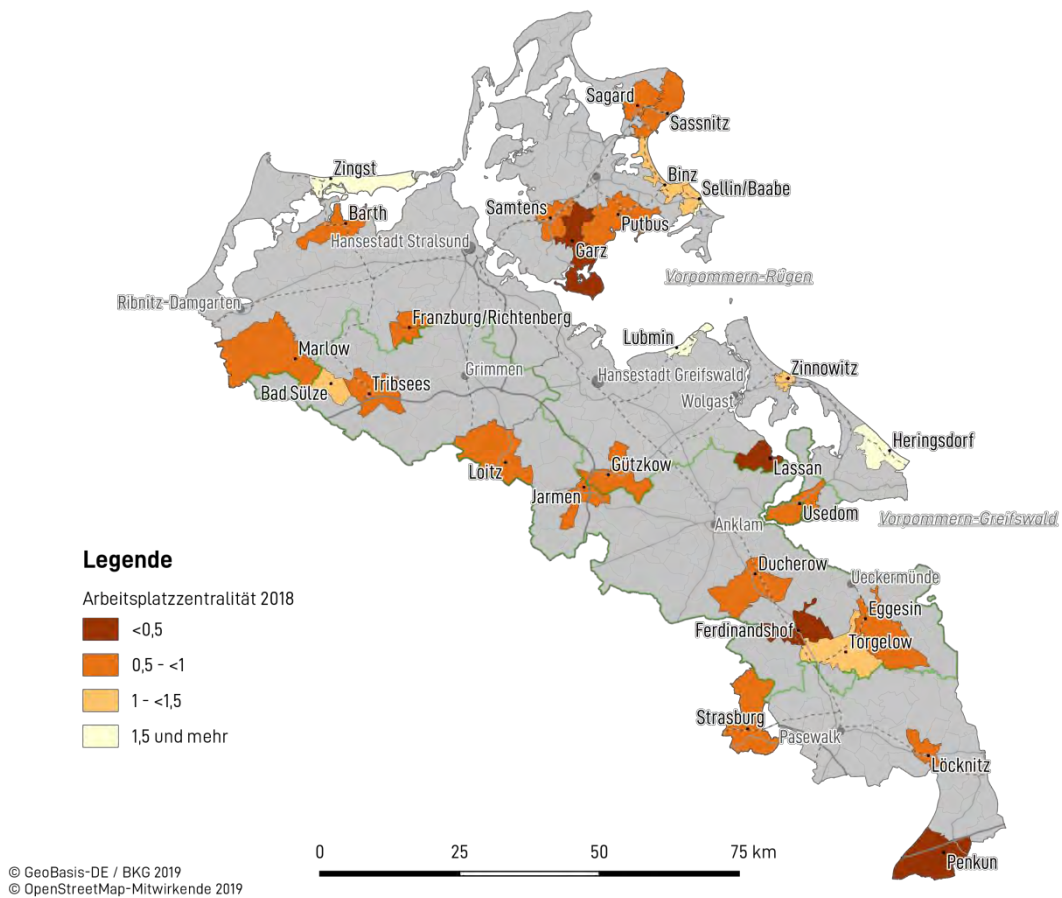 Sagard
Sassnitz
Zingst
Binz
Sellin/Baabe
Barth
Samtens
Putbus
Hansestadt Stralsund
Garz
Vorpommern-Rügen
Ribnitz-Damgarten
Franzburg/Richtenberg
Lubmin
Marlow
Zinnowitz
Grimmen
Hansestadt Greifswald
Bad Sülze
Tribsees
Wolgast
Heringsdorf
Gützkow
Lassan
Loitz
Jarmen
Usedom
Vorpommern-Greifswald
Anklam
Legende
Ducherow
Ueckermünde
Arbeitsplatzzentralität 2018
Eggesin
<0,5
Ferdinandshof
Torgelow
0,5 - <1
1 - <1,5
Strasburg
Pasewalk
1,5 und mehr
Löcknitz
0 25 50 75 km
Penkun
© GeoBasis-DE / BKG 2019
© OpenStreetMap-Mitwirkende 2019